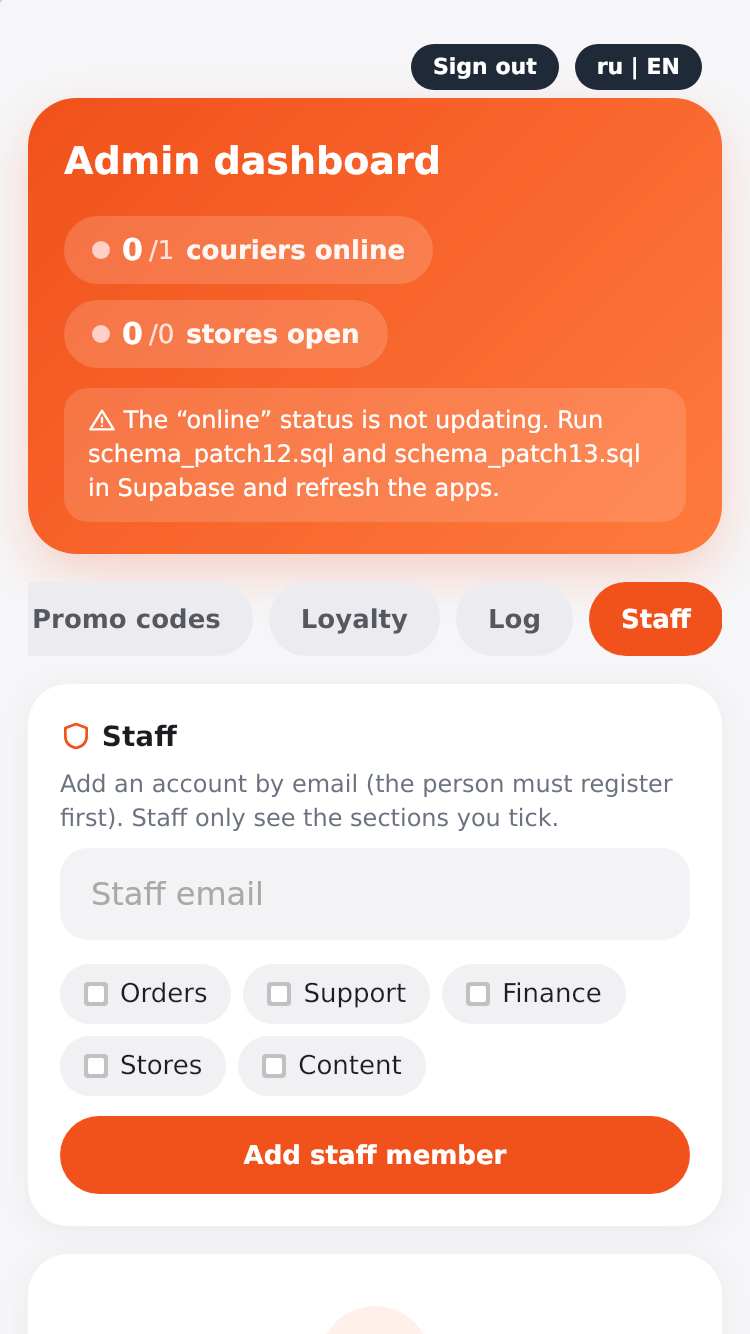 Sign out
ru | EN
Admin dashboard
0 /1 couriers online
0 /0 stores open
⚠ The “online” status is not updating. Run
schema_patch12.sql and schema_patch13.sql
in Supabase and refresh the apps.
Promo codes
Loyalty
Log
Staff
Staff
Add an account by email (the person must register
first). Staff only see the sections you tick.
Staff email
Orders
Support
Finance
Stores
Content
Add staff member